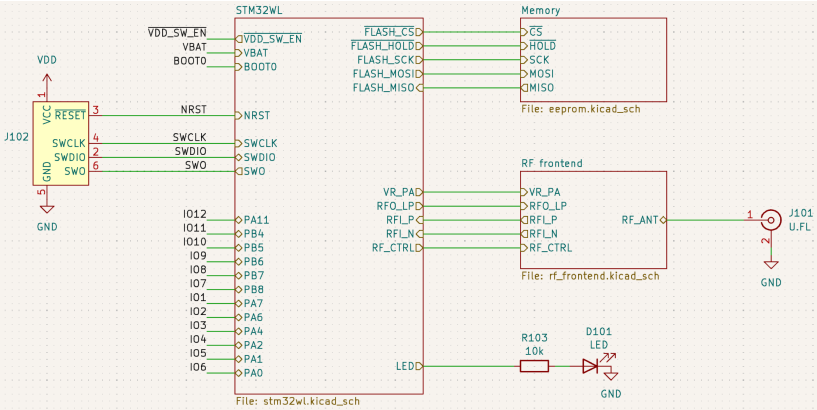 STM32WL
VDD_SW_EN
VDD_SW_EN
VBAT
VBAT
BOOT0
BOOT0
FLASH_CS
FLASH_HOLD
FLASH_SCK
FLASH_MOSI
FLASH_MISO
Memory
CS
HOLD
SCK
MOSI
MISO
File: eeprom.kicad_sch
VDD
1
J102
VCC
GND
RESET
SWCLK
SWDIO
SWO
3
4
2
6
5
GND
NRST
NRST
SWCLK
SWCLK
SWDIO
SWDIO
SWO
SWO
VR_PA
RFO_LP
RFI_P
RFI_N
RF_CTRL
RF frontend
VR_PA
RFO_LP
RFI_P
RFI_N
RF_CTRL
RF_ANT
File: rf_frontend.kicad_sch
1
J101
U.FL
2
GND
IO12
PA11
IO11
PB4
IO10
PB5
IO9
PB6
IO8
PB7
IO7
PB8
IO1
PA7
IO2
PA6
IO3
PA4
IO4
PA2
IO5
PA1
IO6
PA0
LED
R103
10k
D101
LED
GND
File: stm32wl.kicad_sch